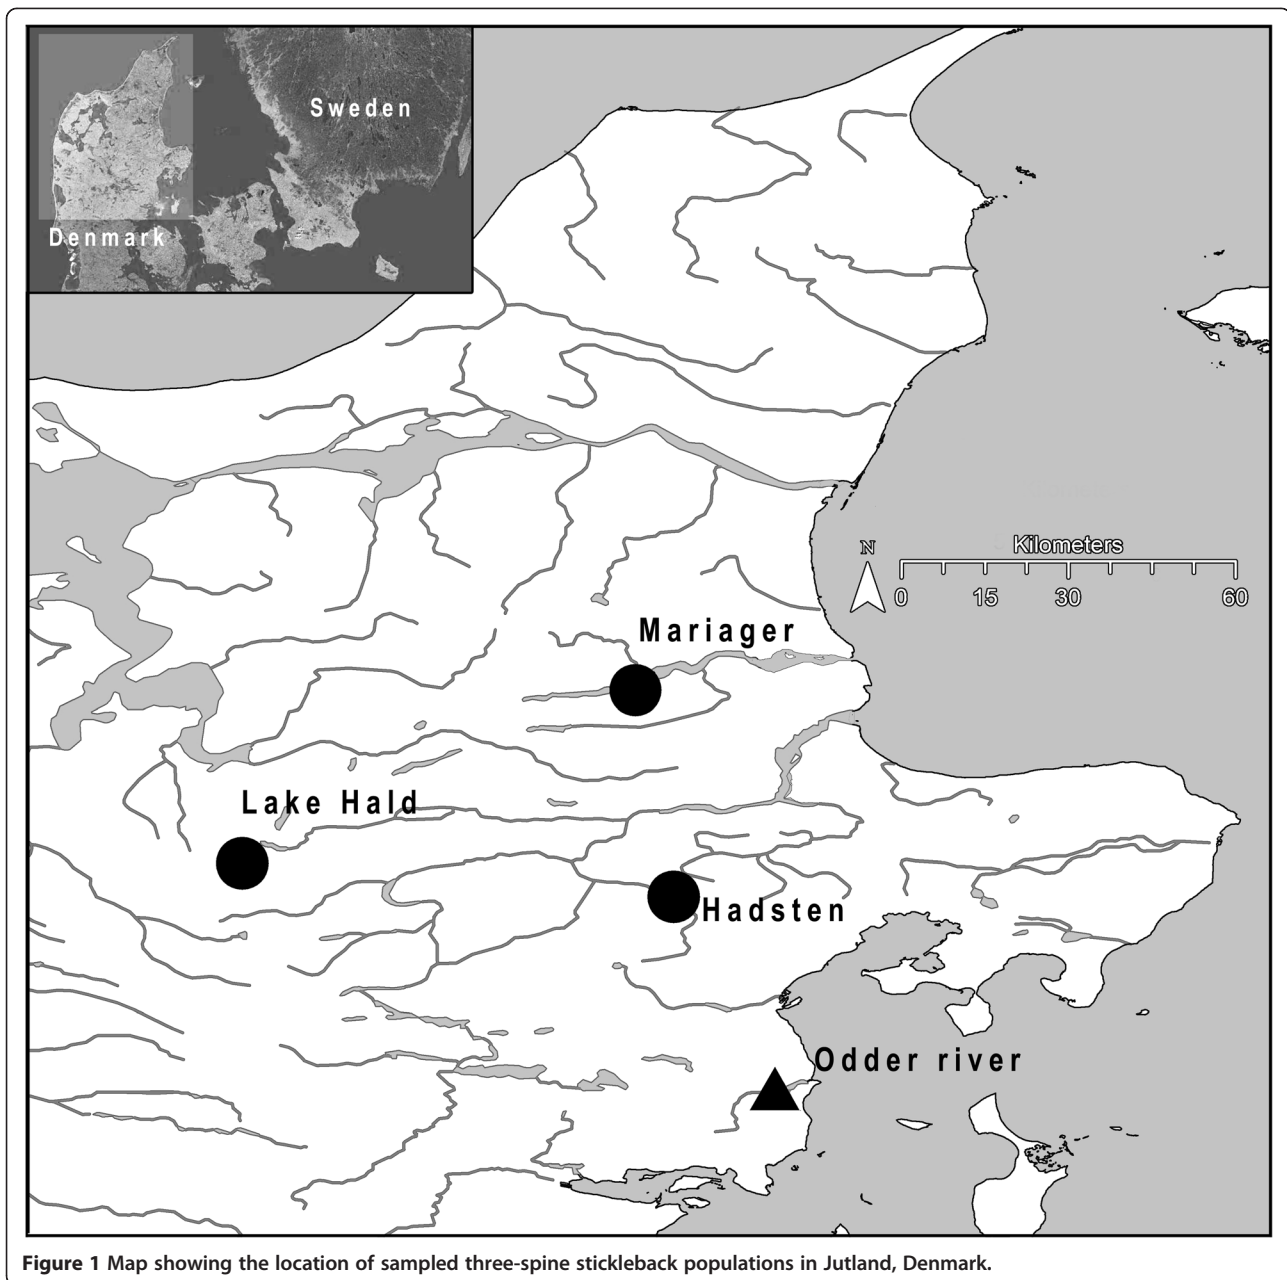 Sweden
Denmark
N
Kilometers
0 15 30 60
Mariager
Lake Hald
Hadsten
Odder river
Figure 1 Map showing the location of sampled three-spine stickleback populations in Jutland, Denmark.